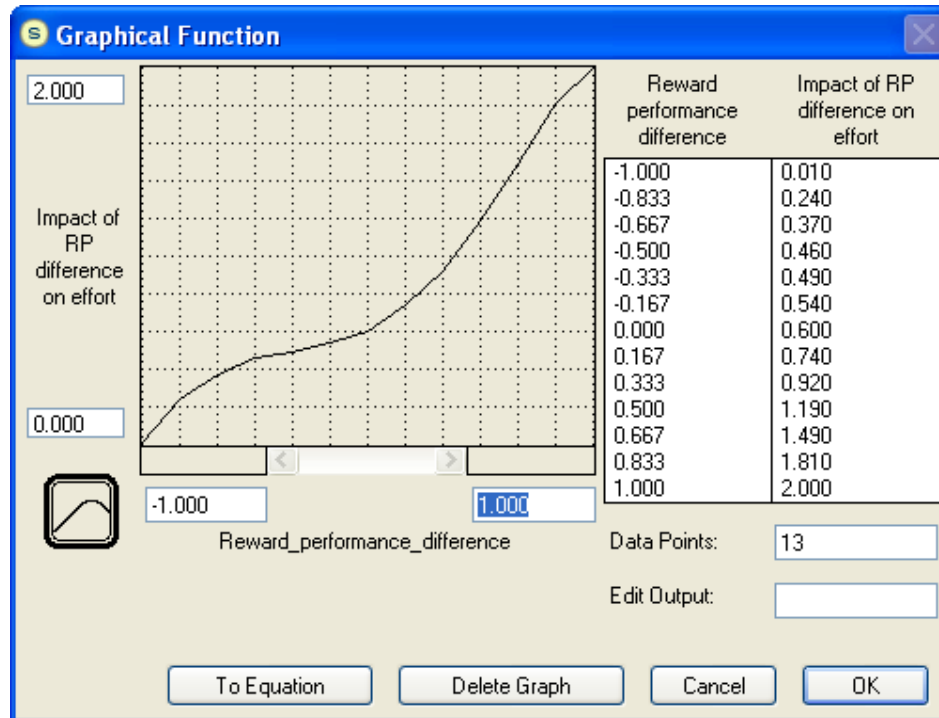 Graphical Function
2.000
Impact of
RP
difference
on effort
0.000
-1.000
1.000
Reward_performance_difference
Reward
performance
difference
Impact of RP
difference on
effort
-1.000 0.010
-0.833 0.240
-0.667 0.370
-0.500 0.460
-0.333 0.490
-0.167 0.540
0.000 0.600
0.167 0.740
0.333 0.920
0.500 1.190
0.667 1.490
0.833 1.810
1.000 2.000
Data Points: 13
Edit Output:
To Equation
Delete Graph
Cancel
OK